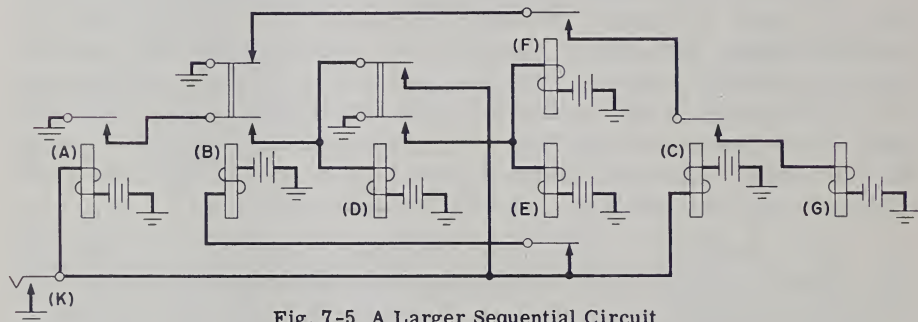 (F)
(A)
(B)
(C)
(D)
(E)
(G)
(K)
Fig. 7-5 A Larger Sequential Circuit